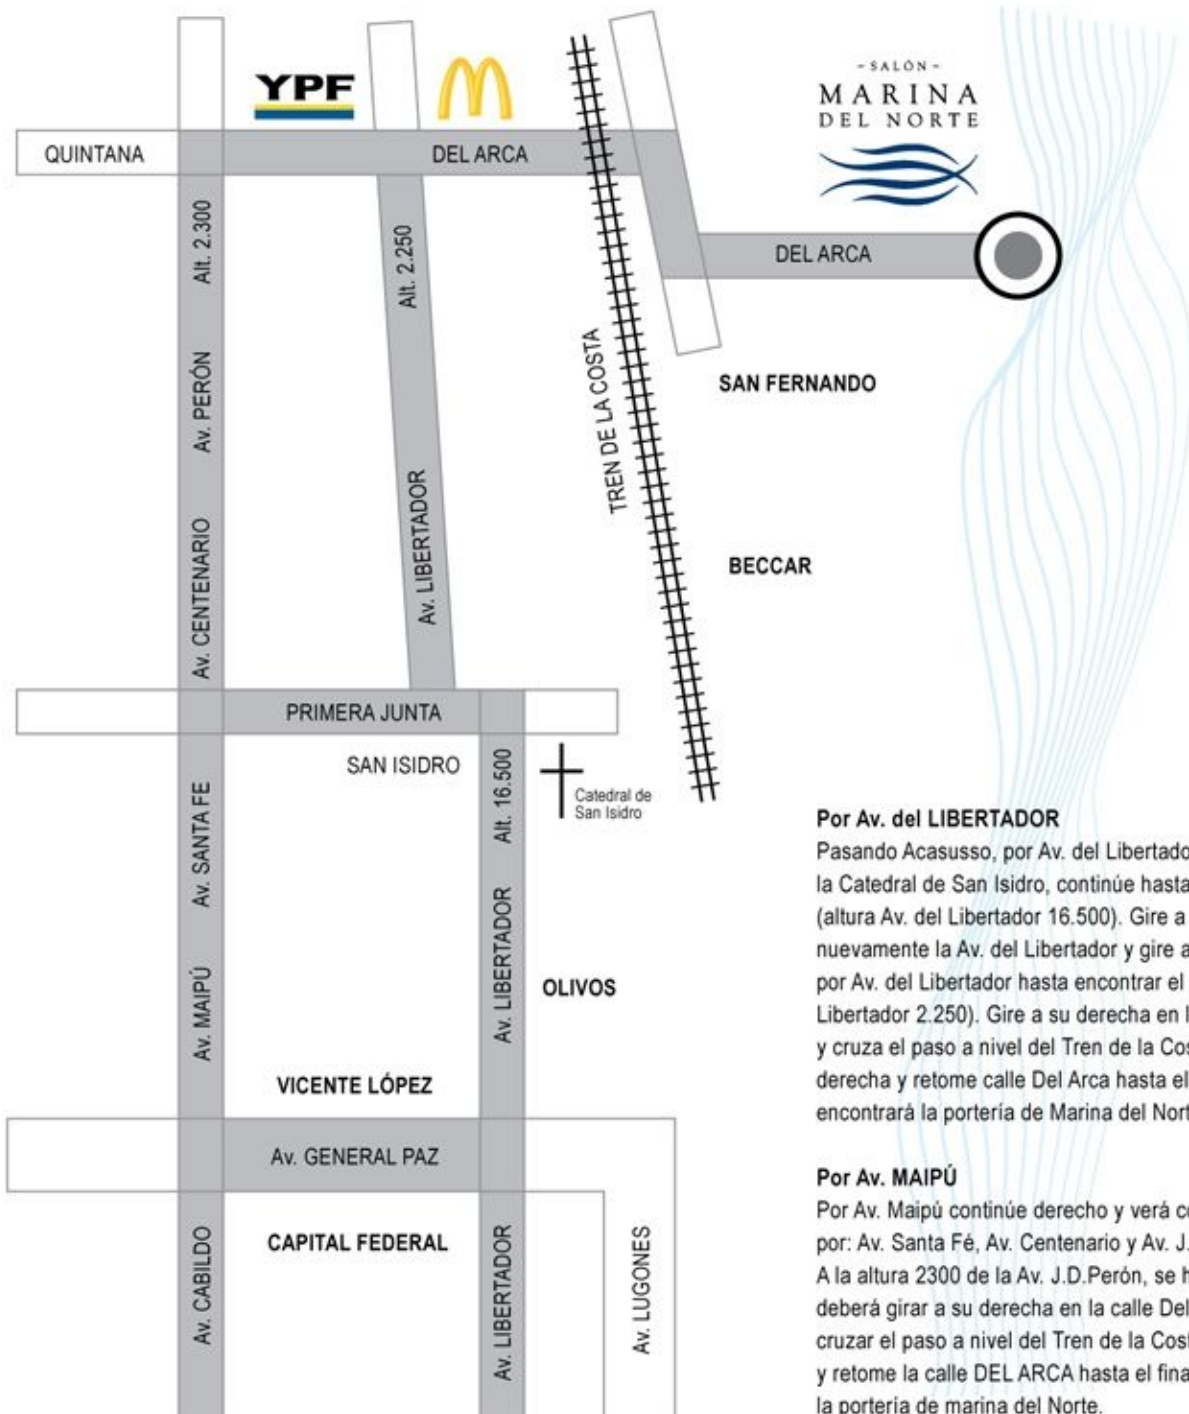 YPF
- SALÓN -
MARINA
DEL NORTE
QUINTANA
DEL ARCA
Alt. 2.300
Alt. 2.250
DEL ARCA
Av. PERÓN
TREN DE LA COSTA
SAN FERNANDO
Av. LIBERTADOR
Av. CENTENARIO
BECCAR
PRIMERA JUNTA
SAN ISIDRO
Alt. 16.500
Catedral de
San Isidro
Av. SANTA FE
Av. LIBERTADOR
Av. MAIPÚ
OLIVOS
VICENTE LÓPEZ
Av. GENERAL PAZ
CAPITAL FEDERAL
Av. CABILDO
Av. LIBERTADOR
Av. LUGONES
Por Av. del LIBERTADOR
Pasando Acasusso, por Av. del Libertado
la Catedral de San Isidro, continúe hasta
(altura Av. del Libertador 16.500). Gire a
nuevamente la Av. del Libertador y gire a
por Av. del Libertador hasta encontrar el
Libertador 2.250). Gire a su derecha en l
y cruza el paso a nivel del Tren de la Cos
derecha y retome calle Del Arca hasta el
encontrará la portería de Marina del Nort
Por Av. MAIPÚ
Por Av. Maipú continúe derecho y verá co
por: Av. Santa Fé, Av. Centenario y Av. J.
A la altura 2300 de la Av. J.D.Perón, se h
deberá girar a su derecha en la calle Del
cruzar el paso a nivel del Tren de la Cost
y retome la calle DEL ARCA hasta el fina
la portería de marina del Norte.